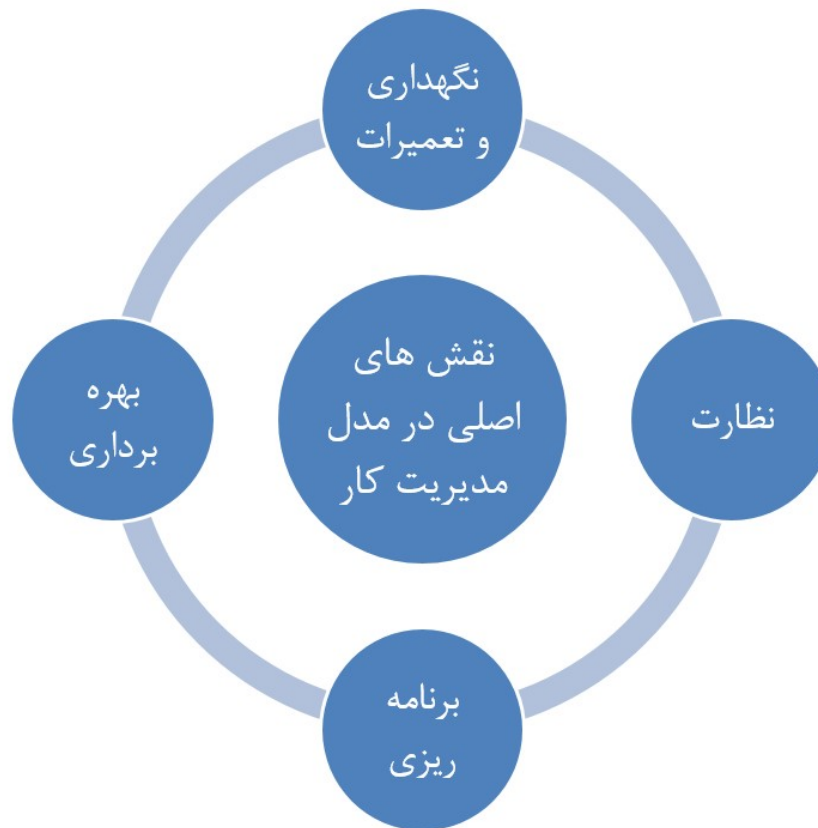 نگهداری
و تعمیرات
نقش های
اصلی در مدل
مدیریت کار
نظارت
بهره
برداری
برنامه
ریزی